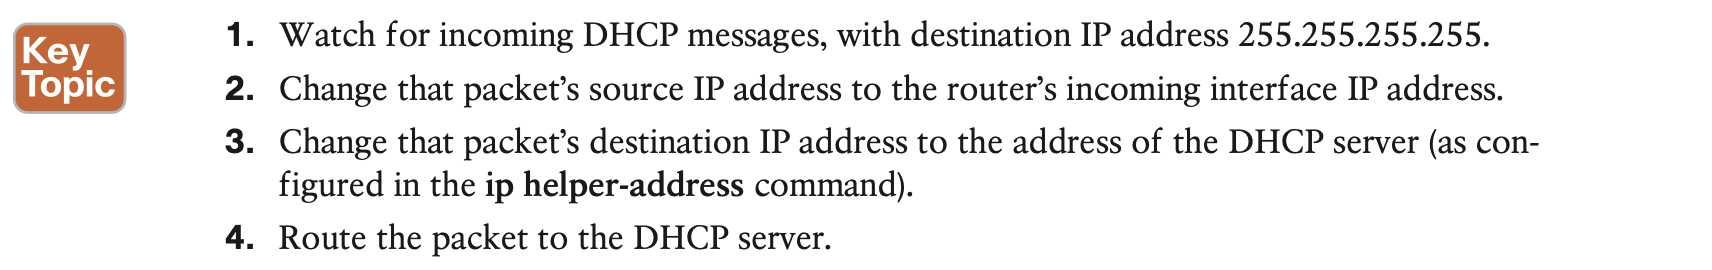 Key
Topic
1. Watch for incoming DHCP messages, with destination IP address 255.255.255.255.
2. Change that packet’s source IP address to the router’s incoming interface IP address.
3. Change that packet’s destination IP address to the address of the DHCP server (as con-
figured in the ip helper-address command).
4. Route the packet to the DHCP server.